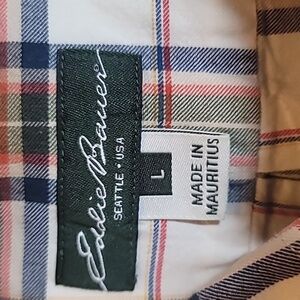 Eddie Bauer
SEATTLE • USA
L
MADE IN
MAURITIUS